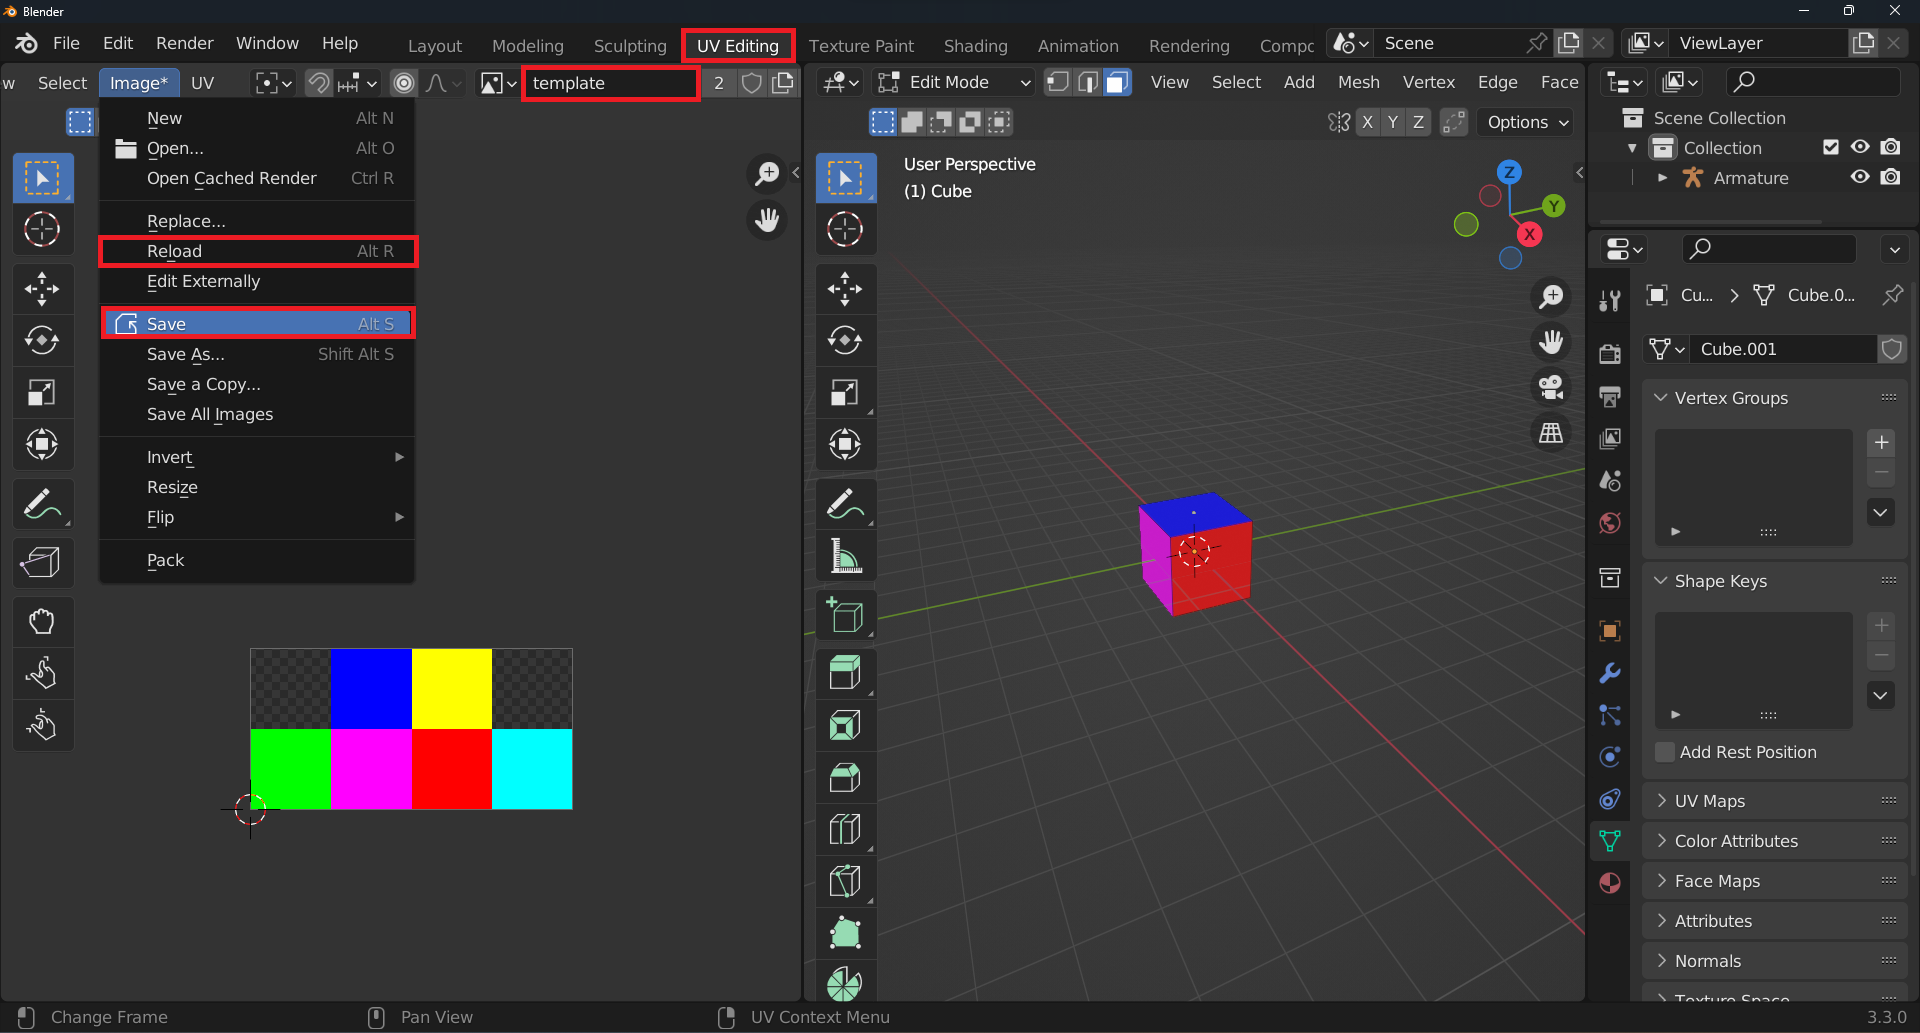 Blender
File Edit Render Window Help Layout Modeling Sculpting UV Editing Texture Paint Shading Animation Rendering Compc Scene ViewLayer
w Select Image* UV template 2 Edit Mode View Select Add Mesh Vertex Edge Face
X Y Z Options
New Alt N
Open... Alt O
Open Cached Render Ctrl R
Replace...
Reload Alt R
Edit Externally
Save Alt S
Save As... Shift Alt S
Save a Copy...
Save All Images
Invert
Resize
Flip
Pack
User Perspective
(1) Cube
Z
Y
X
Scene Collection
Collection
Armature
Cu... Cube.0...
Cube.001
Vertex Groups
Shape Keys
Add Rest Position
UV Maps
Color Attributes
Face Maps
Attributes
Normals
Texture Space
Change Frame Pan View UV Context Menu 3.3.0